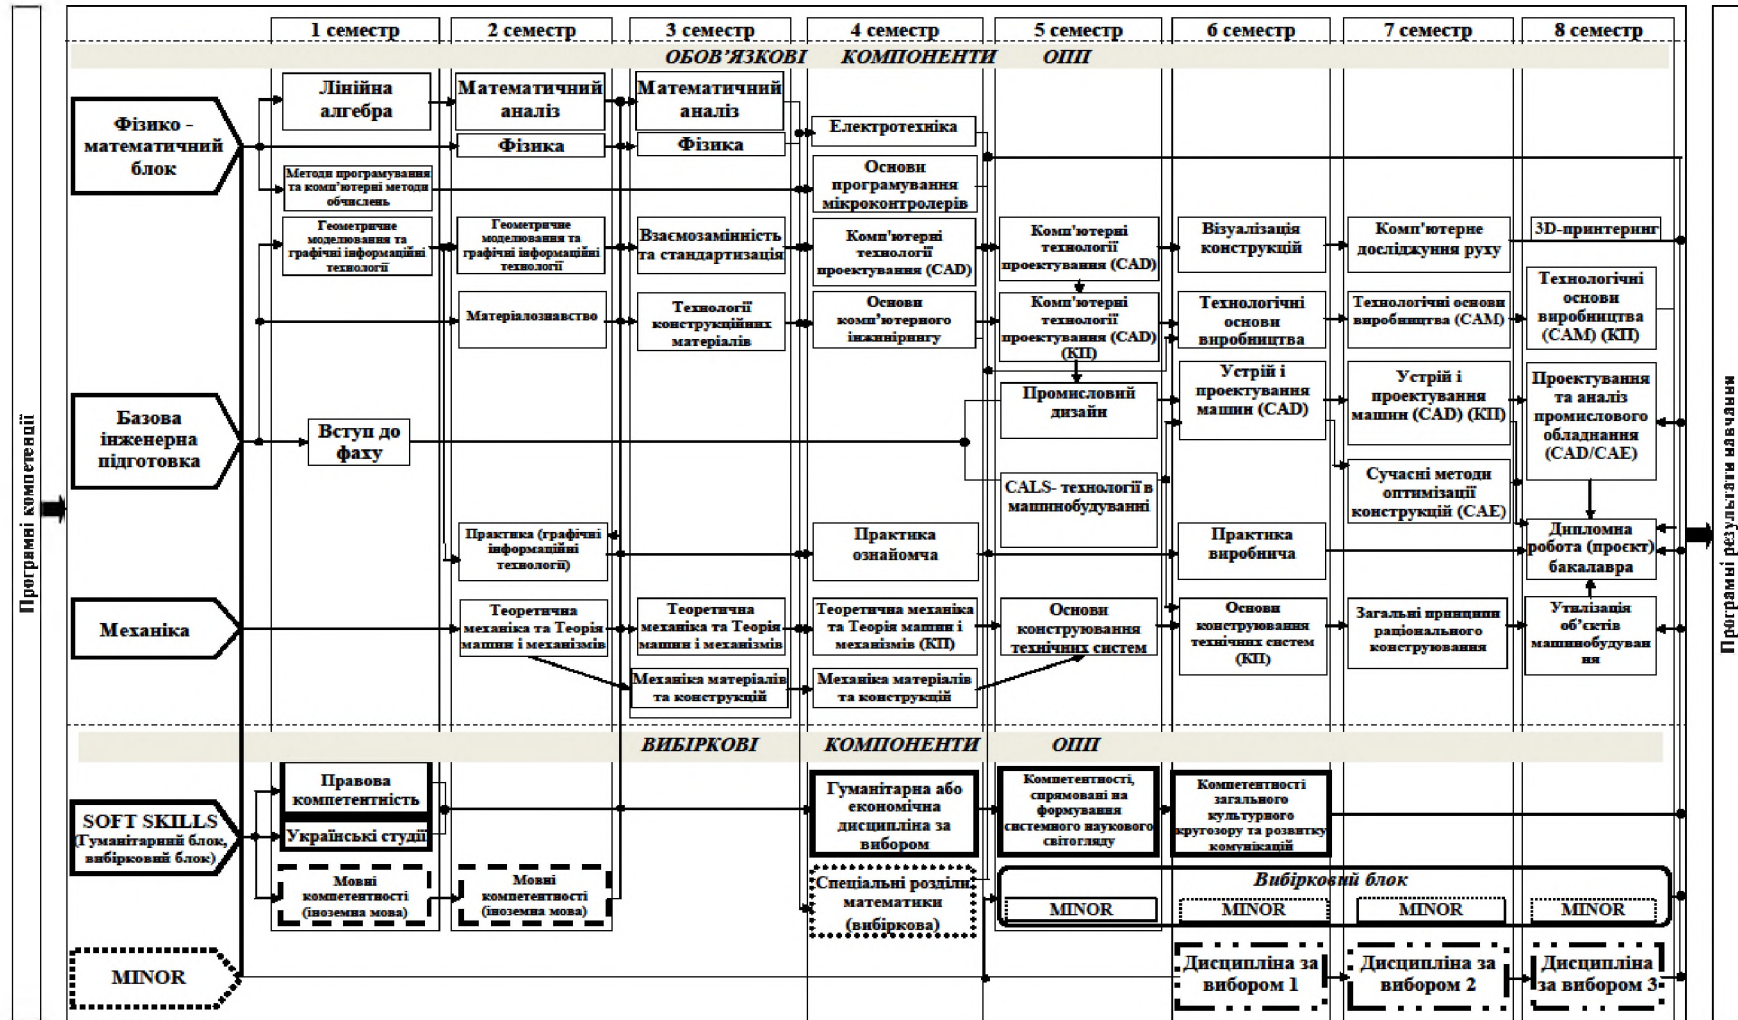 1 семестр
2 семестр
3 семестр
4 семестр
5 семестр
6 семестр
7 семестр
8 семестр
ОБОВ’ЯЗКОВІ КОМПОНЕНТИ ОПП
Програмні компетенції
Фізико -
математичний
блок
Лінійна
алгебра
Математичний
аналіз
Математичний
аналіз
Фізика
Фізика
Електротехніка
Методи програмування
та комп’ютерні методи
обчислень
Основи
програмування
мікроконтролерів
Базова
інженерна
підготовка
Геометричне
моделювання та
графічні інформаційні
технології
Геометричне
моделювання та
графічні інформаційні
технології
Взаємозамінність
та стандартизація
Комп'ютерні
технології
проектування (CAD)
Комп'ютерні
технології
проектування (CAD)
Візуалізація
конструкцій
Комп'ютерне
досліджння руху
3D-принтеринг
Матеріалознавство
Технології
конструкційних
матеріалів
Основи
комп’ютерного
інжинірингу
Комп'ютерні
технології
проектування (CAD)
(КП)
Технологічні
основи
виробництва
Технологічні основи
виробництва (CAM)
Технологічні
основи
виробництва
(CAM) (КП)
Вступ до
фаху
Промисловий
дизайн
Устрій і
проектування
машин (CAD)
Устрій і
проектування
машин (CAD) (КП)
Проектування
та аналіз
промислового
обладнання
(CAD/CAE)
CALS- технології в
машинобудуванні
Сучасні методи
оптимізації
конструкцій (CAE)
Практика (графічні
інформаційні
технології)
Практика
ознайомча
Практика
виробнича
Дипломна
робота (проєкт)
бакалавра
Механіка
Теоретична
механіка та Теорія
машин і механізмів
Теоретична
механіка та Теорія
машин і механізмів
Теоретична механіка
та Теорія машин і
механізмів (КП)
Основи
конструювання
технічних систем
Основи
конструювання
технічних систем
(КП)
Загальні принципи
раціонального
конструювання
Утилізація
об’єктів
машинобудуван
ня
Механіка матеріалів
та конструкцій
Механіка матеріалів
та конструкцій
ВИБІРКОВІ КОМПОНЕНТИ ОПП
SOFT SKILLS
(Гуманітарний блок,
вибірковий блок)
Правова
компетентність
Українські студії
Гуманітарна або
економічна
дисципліна за
вибором
Компетентності,
спрямовані на
формування
системного наукового
світогляду
Компетентності
загального
культурного
кругозору та розвитку
комунікацій
Мовні
компетентності
(іноземна мова)
Мовні
компетентності
(іноземна мова)
Спеціальні розділи
математики
(вибіркова)
Вибірковий блок
MINOR
MINOR
MINOR
MINOR
MINOR
Дисципліна за
вибором 1
Дисципліна за
вибором 2
Дисципліна
за вибором 3
Програмні результати навчання